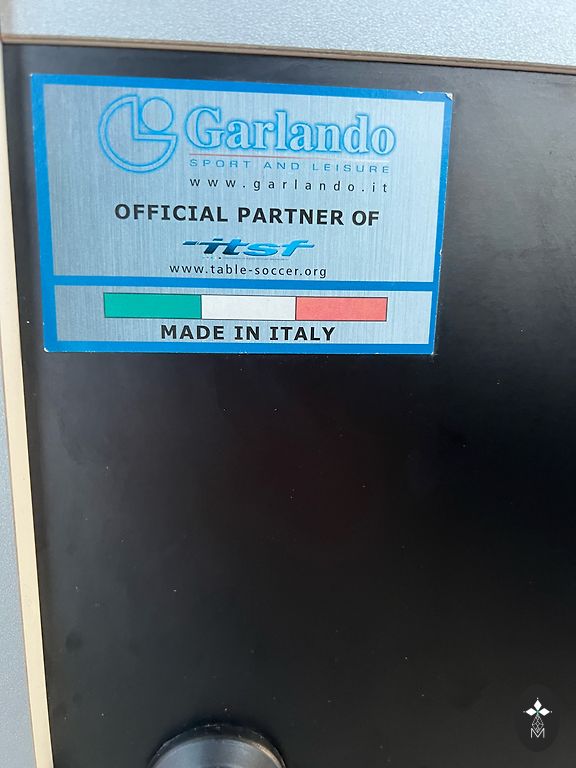 Garlando
SPORT AND LEISURE
www.garlando.it
OFFICIAL PARTNER OF
itsf
www.table-soccer.org
MADE IN ITALY